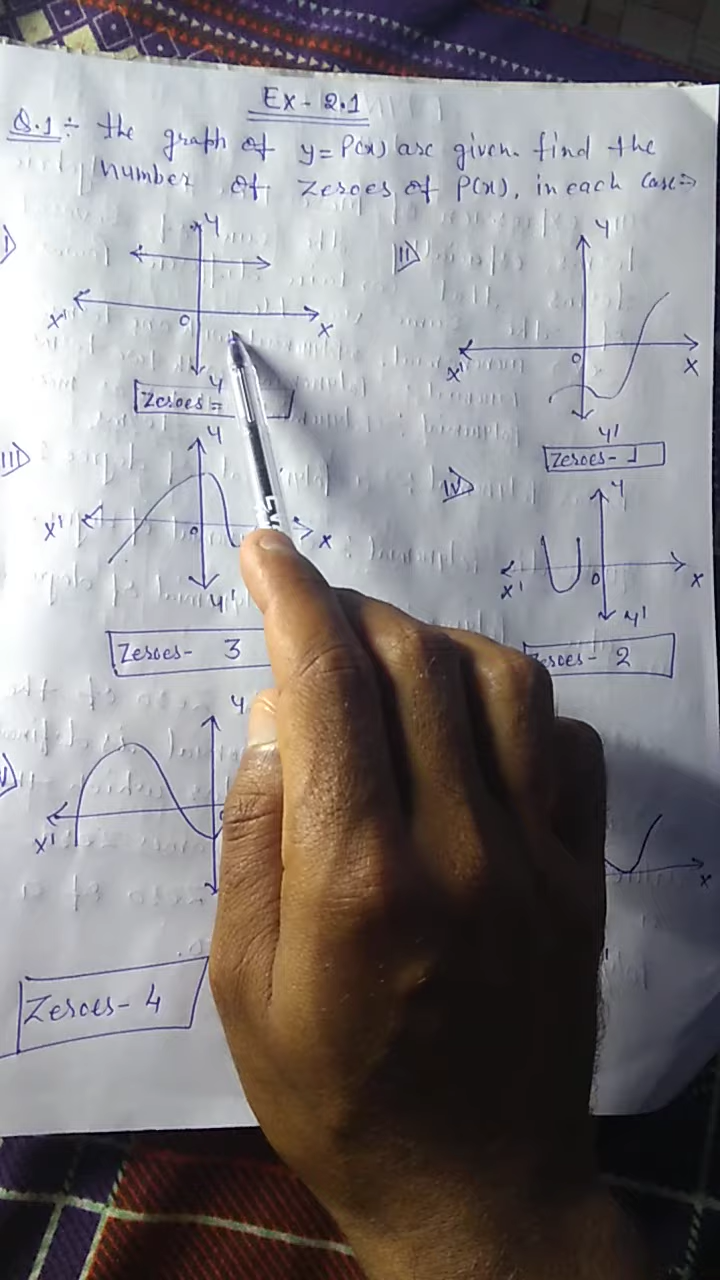 Ex - 2.1
Q.1 ÷ the graph of y = P(x) are given. find the
number of Zeroes of P(x), in each case ⇒
I)
Y
X'
O
X
Y
Zeroes =
II)
Y
X'
O
X
Y'
Zeroes - 1
III)
Y
X'
O
X
Y'
Zeroes - 3
IV)
Y
X'
O
X
Y'
Zeroes - 2
V)
Y
X'
X
Zeroes - 4